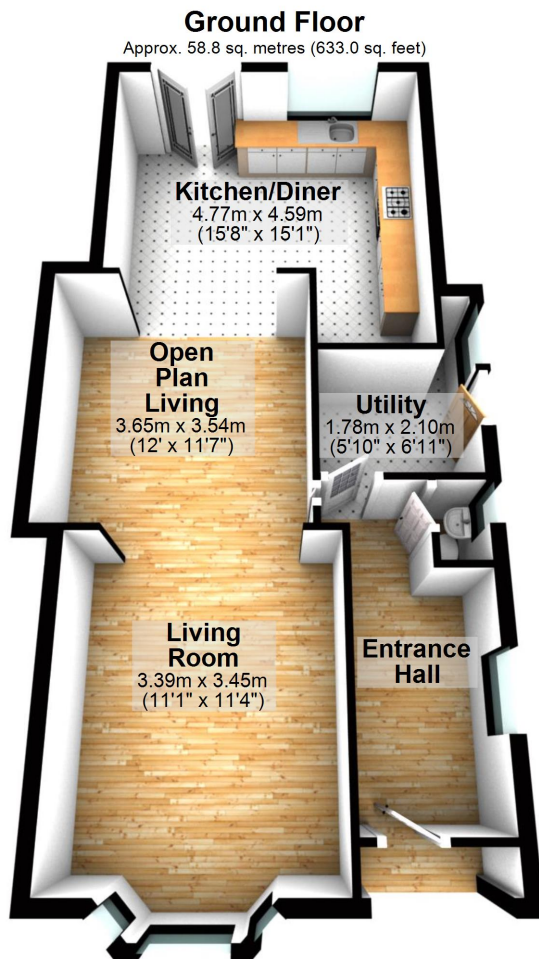 Ground Floor
Approx. 58.8 sq. metres (633.0 sq. feet)
Kitchen/Diner
4.77m x 4.59m
(15'8" x 15'1")
Open
Plan
Living
3.65m x 3.54m
(12' x 11'7")
Utility
1.78m x 2.10m
(5'10" x 6'11")
Living
Room
3.39m x 3.45m
(11'1" x 11'4")
Entrance
Hall